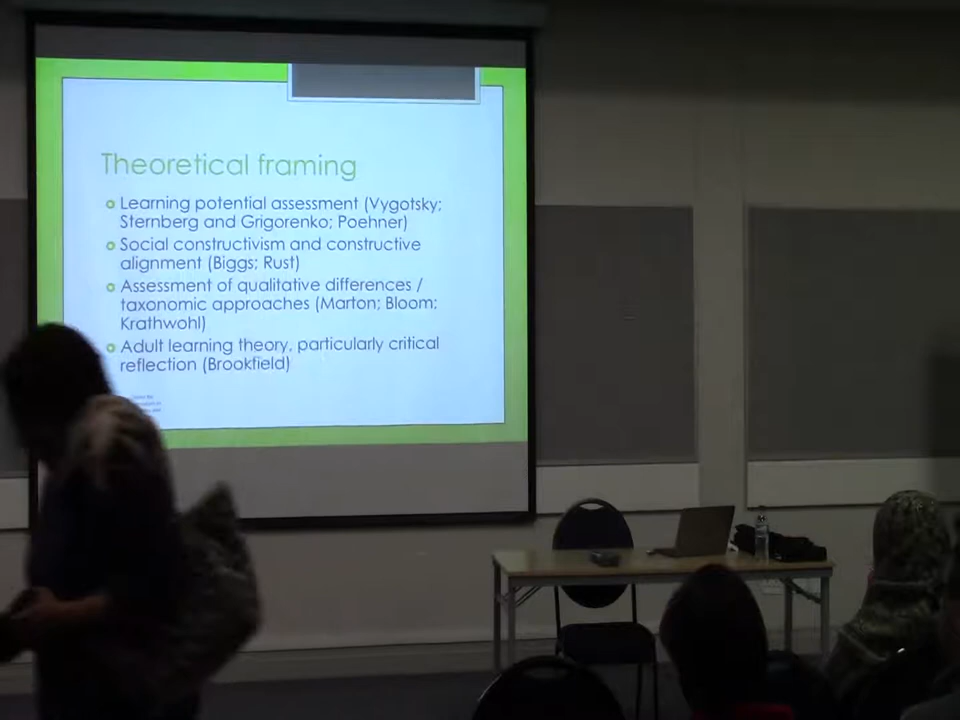 Theoretical framing
Learning potential assessment (Vygotsky;
Sternberg and Grigorenko; Poehner)
Social constructivism and constructive
alignment (Biggs; Rust)
Assessment of qualitative differences /
taxonomic approaches (Marton; Bloom;
Krathwohl)
Adult learning theory, particularly critical
reflection (Brookfield)